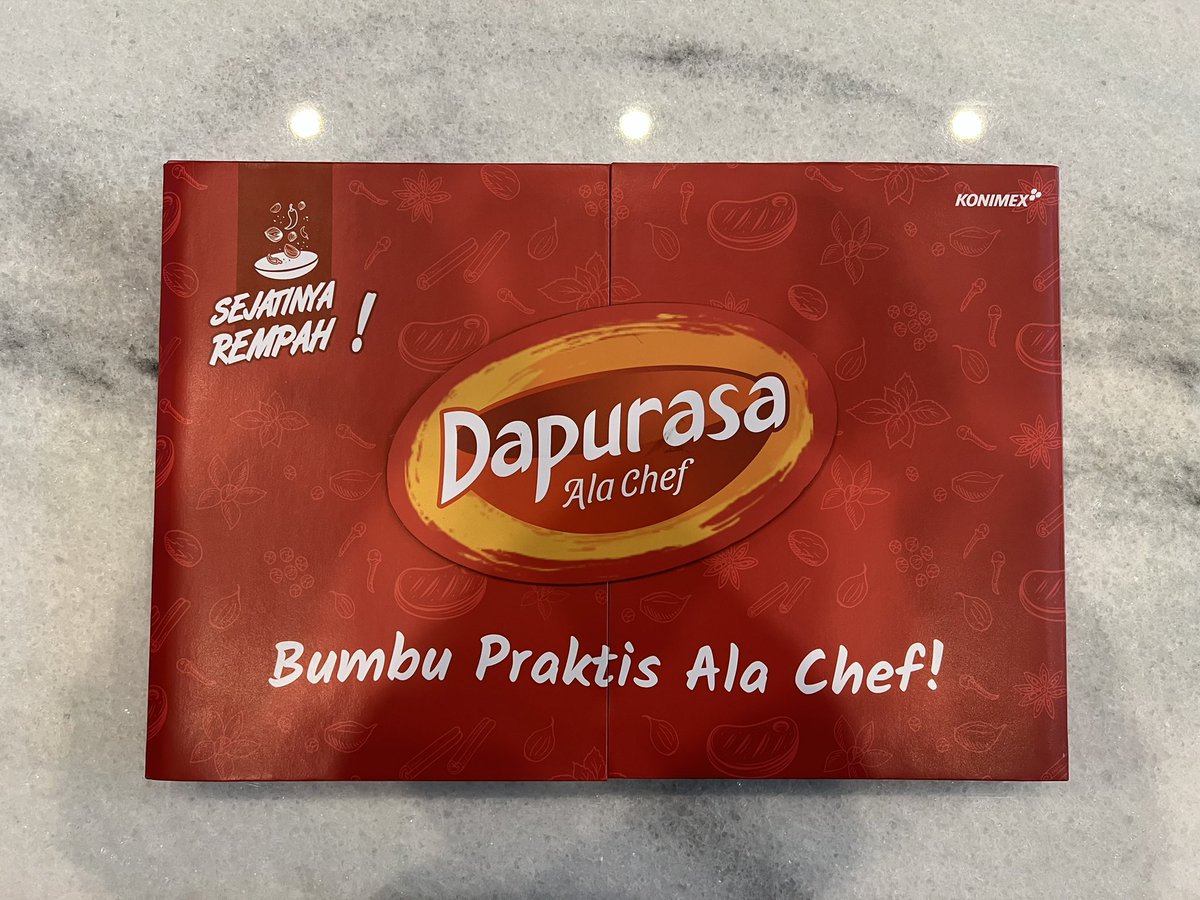 KONIMEX
SEJATINYA
REMPAH !
Dapurasa
Ala Chef
Bumbu Praktis Ala Chef!